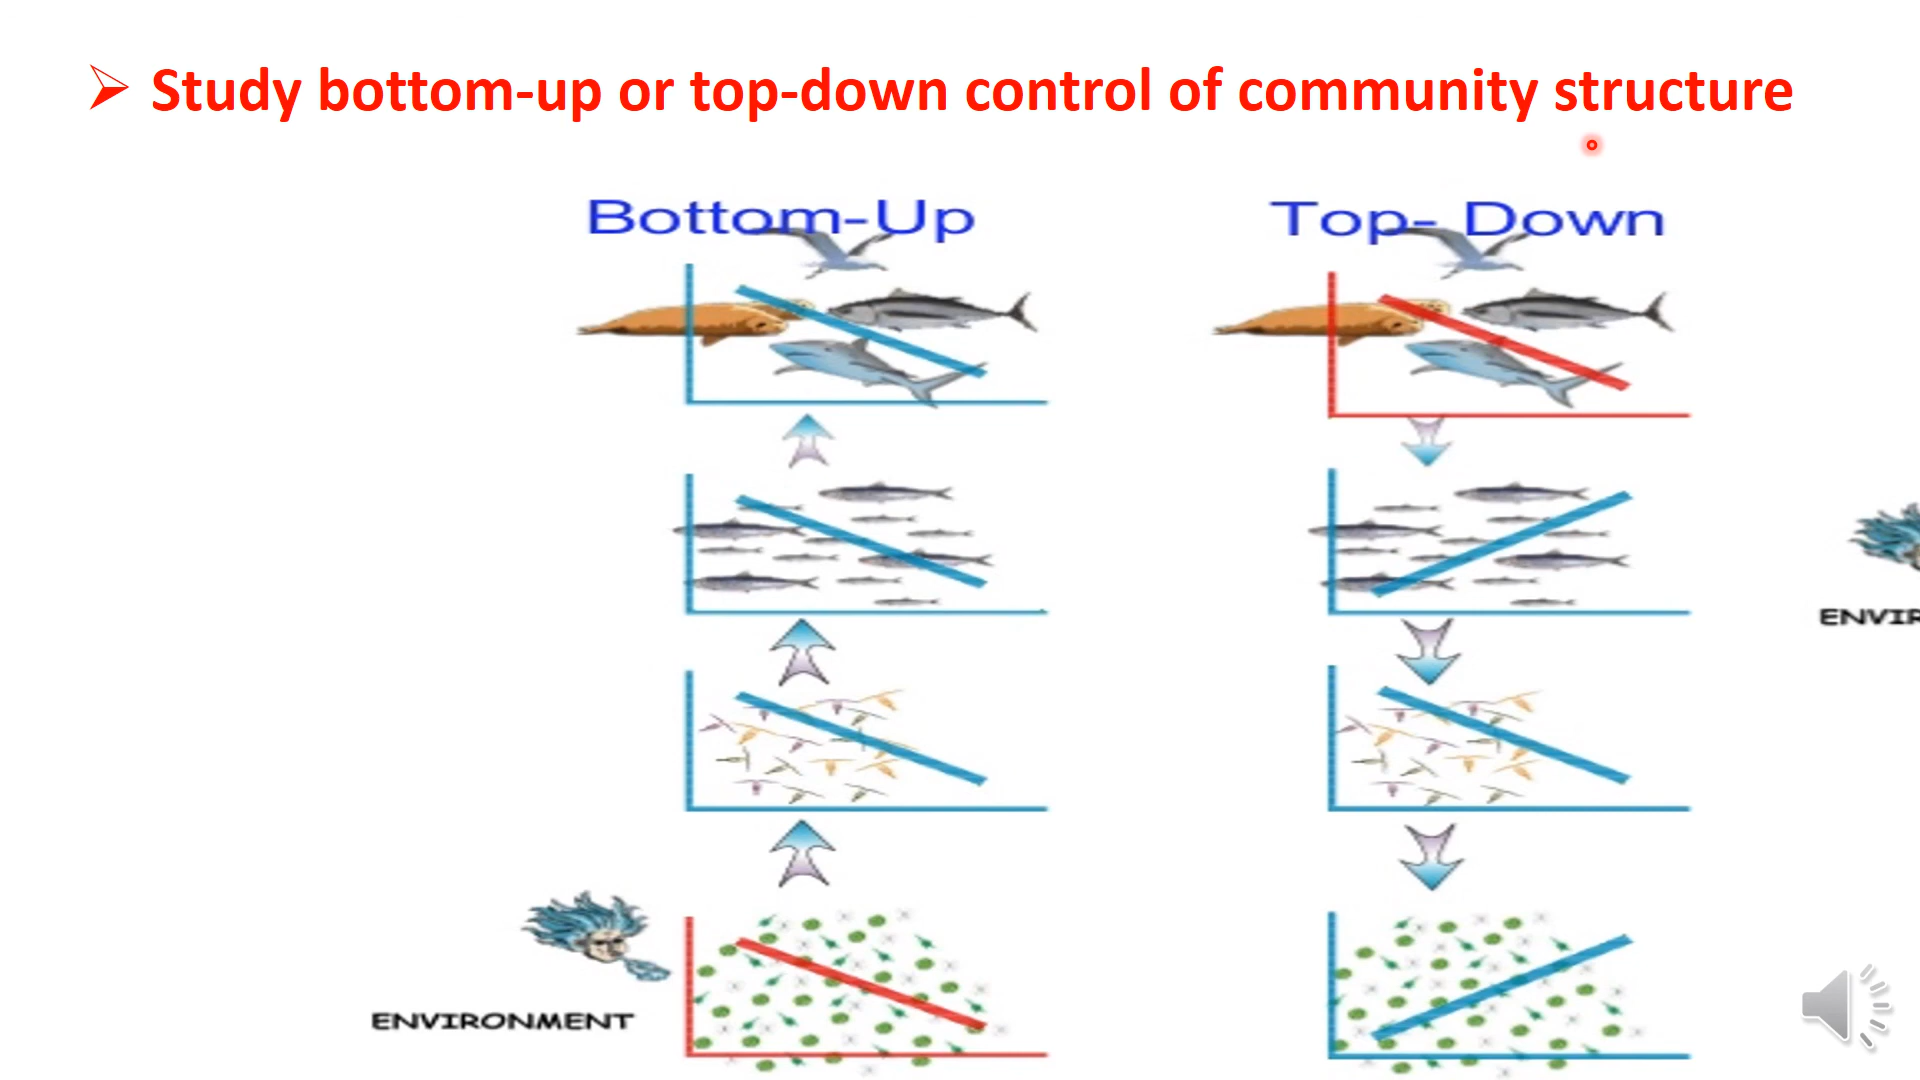 Study bottom-up or top-down control of community structure
Bottom-Up
Top- Down
ENVIRONMENT